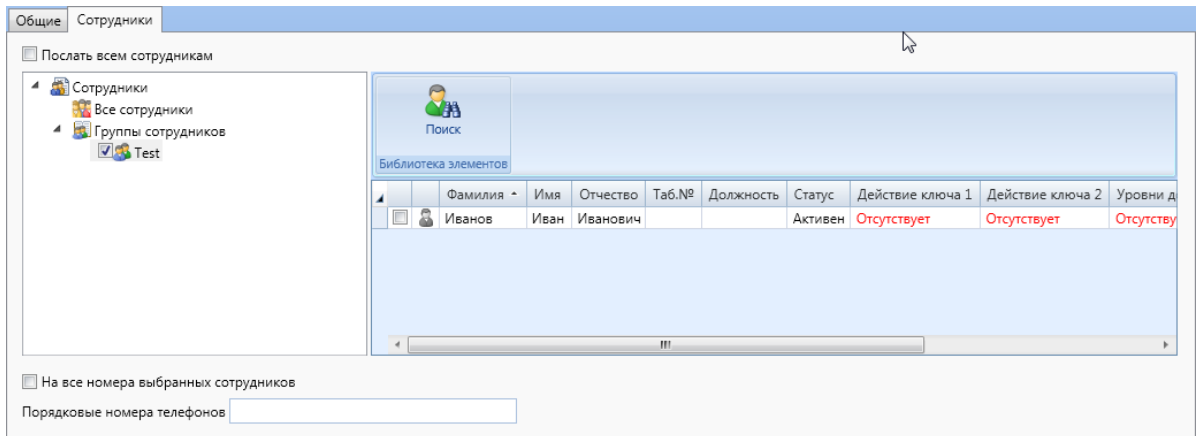 Общие Сотрудники
Послать всем сотрудникам
Сотрудники
Все сотрудники
Группы сотрудников
Test
Поиск
Библиотека элементов
Фамилия Имя Отчество Таб.№ Должность Статус Действие ключа 1 Действие ключа 2 Уровни д
Иванов Иван Иванович Активен Отсутствует Отсутствует Отсутству
На все номера выбранных сотрудников
Порядковые номера телефонов